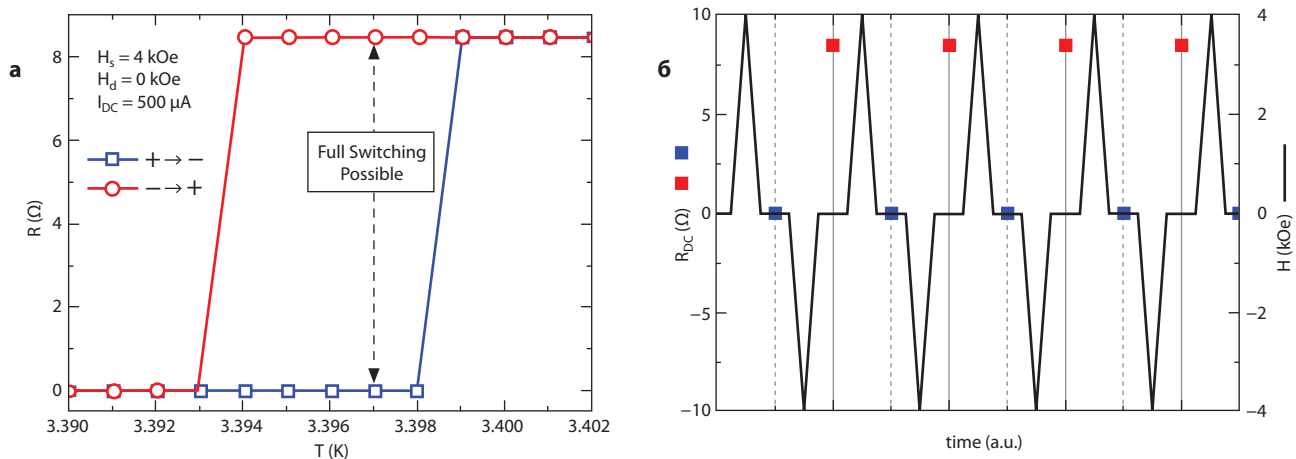 а
H_s = 4 kOe
H_d = 0 kOe
I_DC = 500 µA
+ → −
− → +
Full Switching
Possible
R (Ω)
8
6
4
2
0
3.390 3.392 3.394 3.396 3.398 3.400 3.402
T (K)
б
R_DC (Ω)
10
5
0
−5
−10
4
2
0
−2
−4
H (kOe)
time (a.u.)